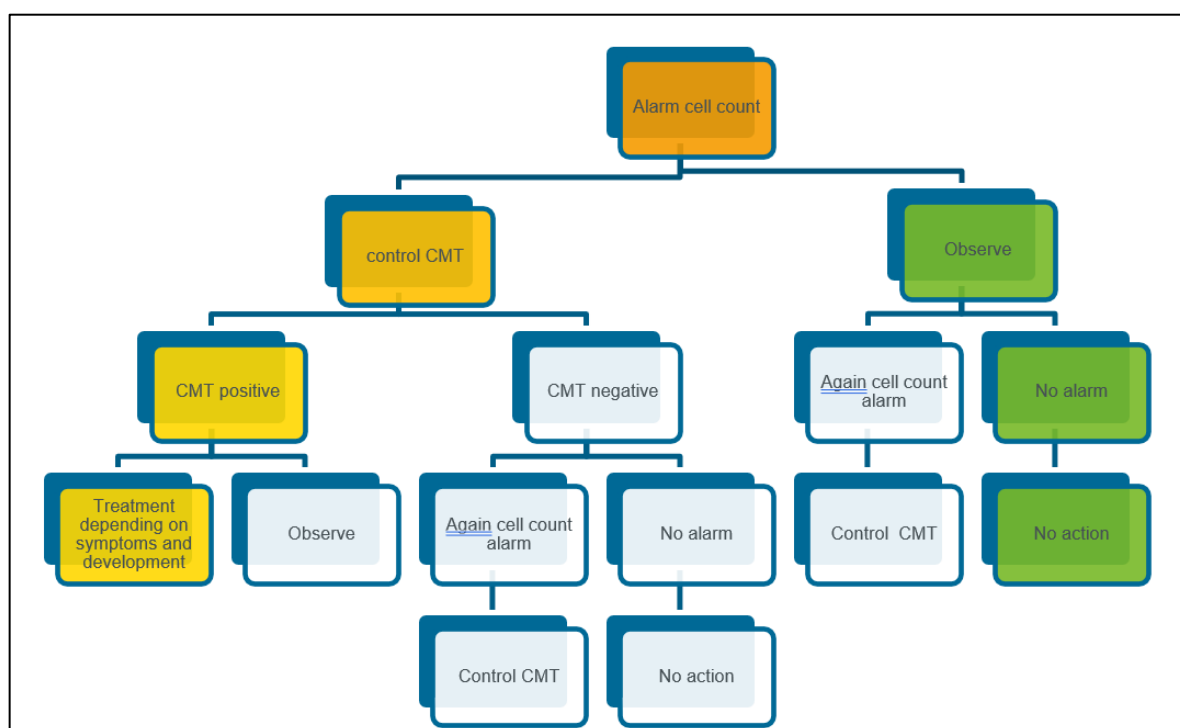 Alarm cell count
control CMT
Observe
CMT positive
CMT negative
Again cell count
alarm
No alarm
Treatment
depending on
symptoms and
development
Observe
Again cell count
alarm
No alarm
Control CMT
No action
Control CMT
No action